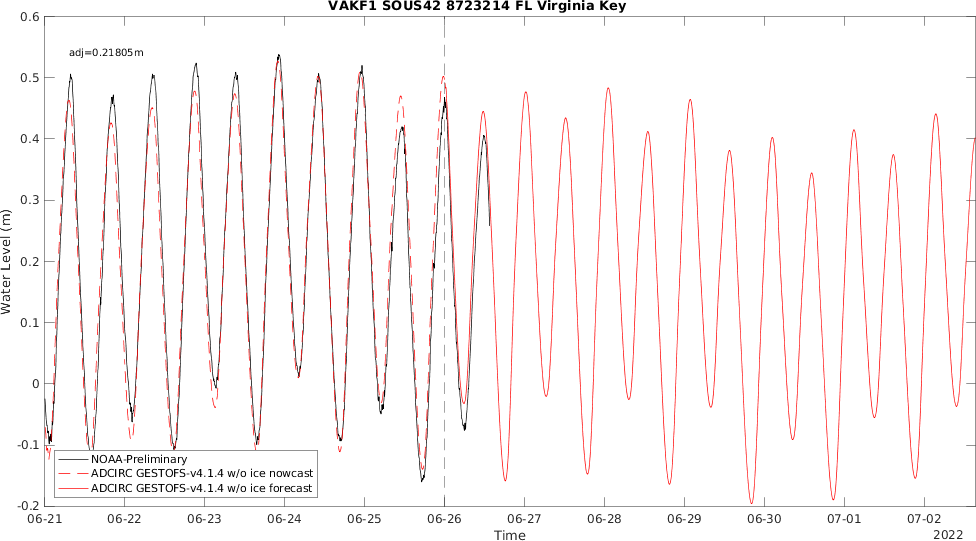 VAKF1 SOUS42 8723214 FL Virginia Key
0.6
0.5
0.4
0.3
0.2
0.1
0
-0.1
-0.2
Water Level (m)
adj=0.21805m
NOAA-Preliminary
ADCIRC GESTOFS-v4.1.4 w/o ice nowcast
ADCIRC GESTOFS-v4.1.4 w/o ice forecast
06-21 06-22 06-23 06-24 06-25 06-26 06-27 06-28 06-29 06-30 07-01 07-02
Time
2022